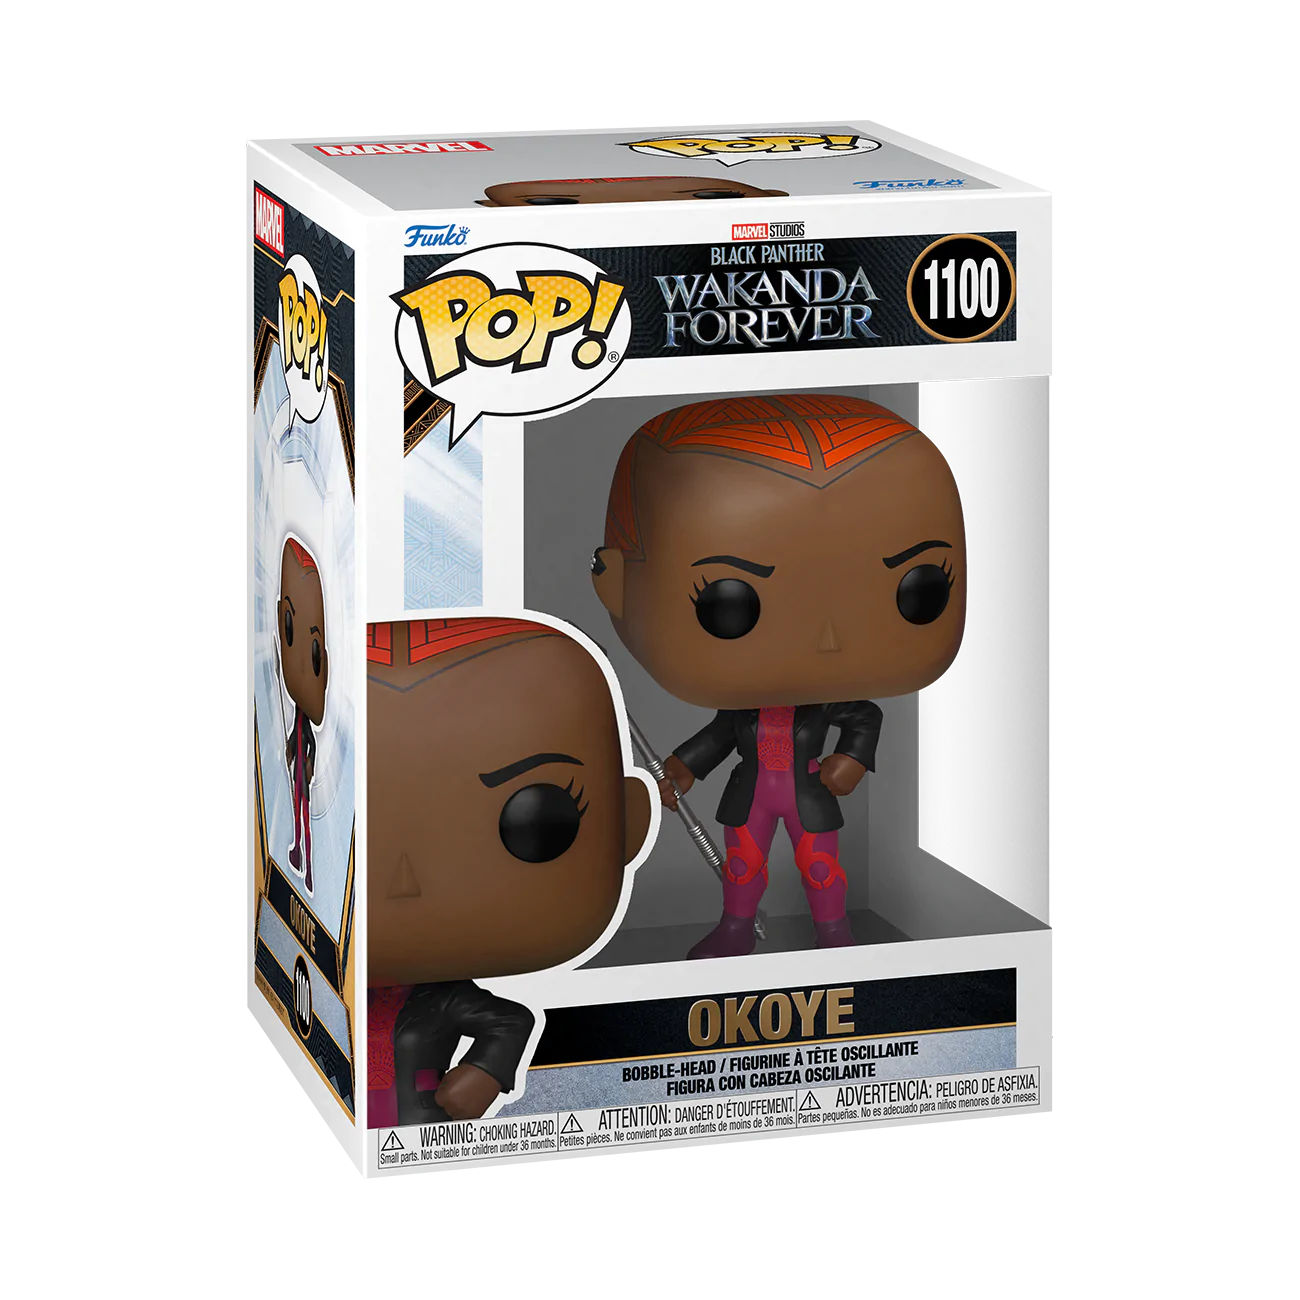 MARVEL
POP!
Funko
MARVEL
POP!
OKOYE
1100
Funko
POP!®
MARVEL STUDIOS
BLACK PANTHER
WAKANDA
FOREVER
1100
OKOYE
BOBBLE-HEAD / FIGURINE À TÊTE OSCILLANTE
FIGURA CON CABEZA OSCILANTE
⚠ WARNING: CHOKING HAZARD.
Small parts. Not suitable for children under 36 months.
⚠ ATTENTION: DANGER D'ÉTOUFFEMENT.
Petites pièces. Ne convient pas aux enfants de moins de 36 mois.
⚠ ADVERTENCIA: PELIGRO DE ASFIXIA.
Partes pequeñas. No es adecuado para niños menores de 36 meses.